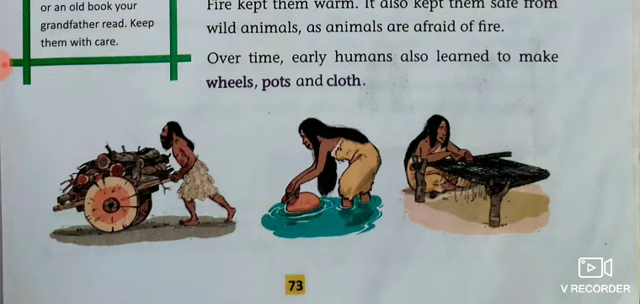 or an old book your
grandfather read. Keep
them with care.
Fire kept them warm. It also kept them safe from
wild animals, as animals are afraid of fire.
Over time, early humans also learned to make
wheels, pots and cloth.
73
V RECORDER